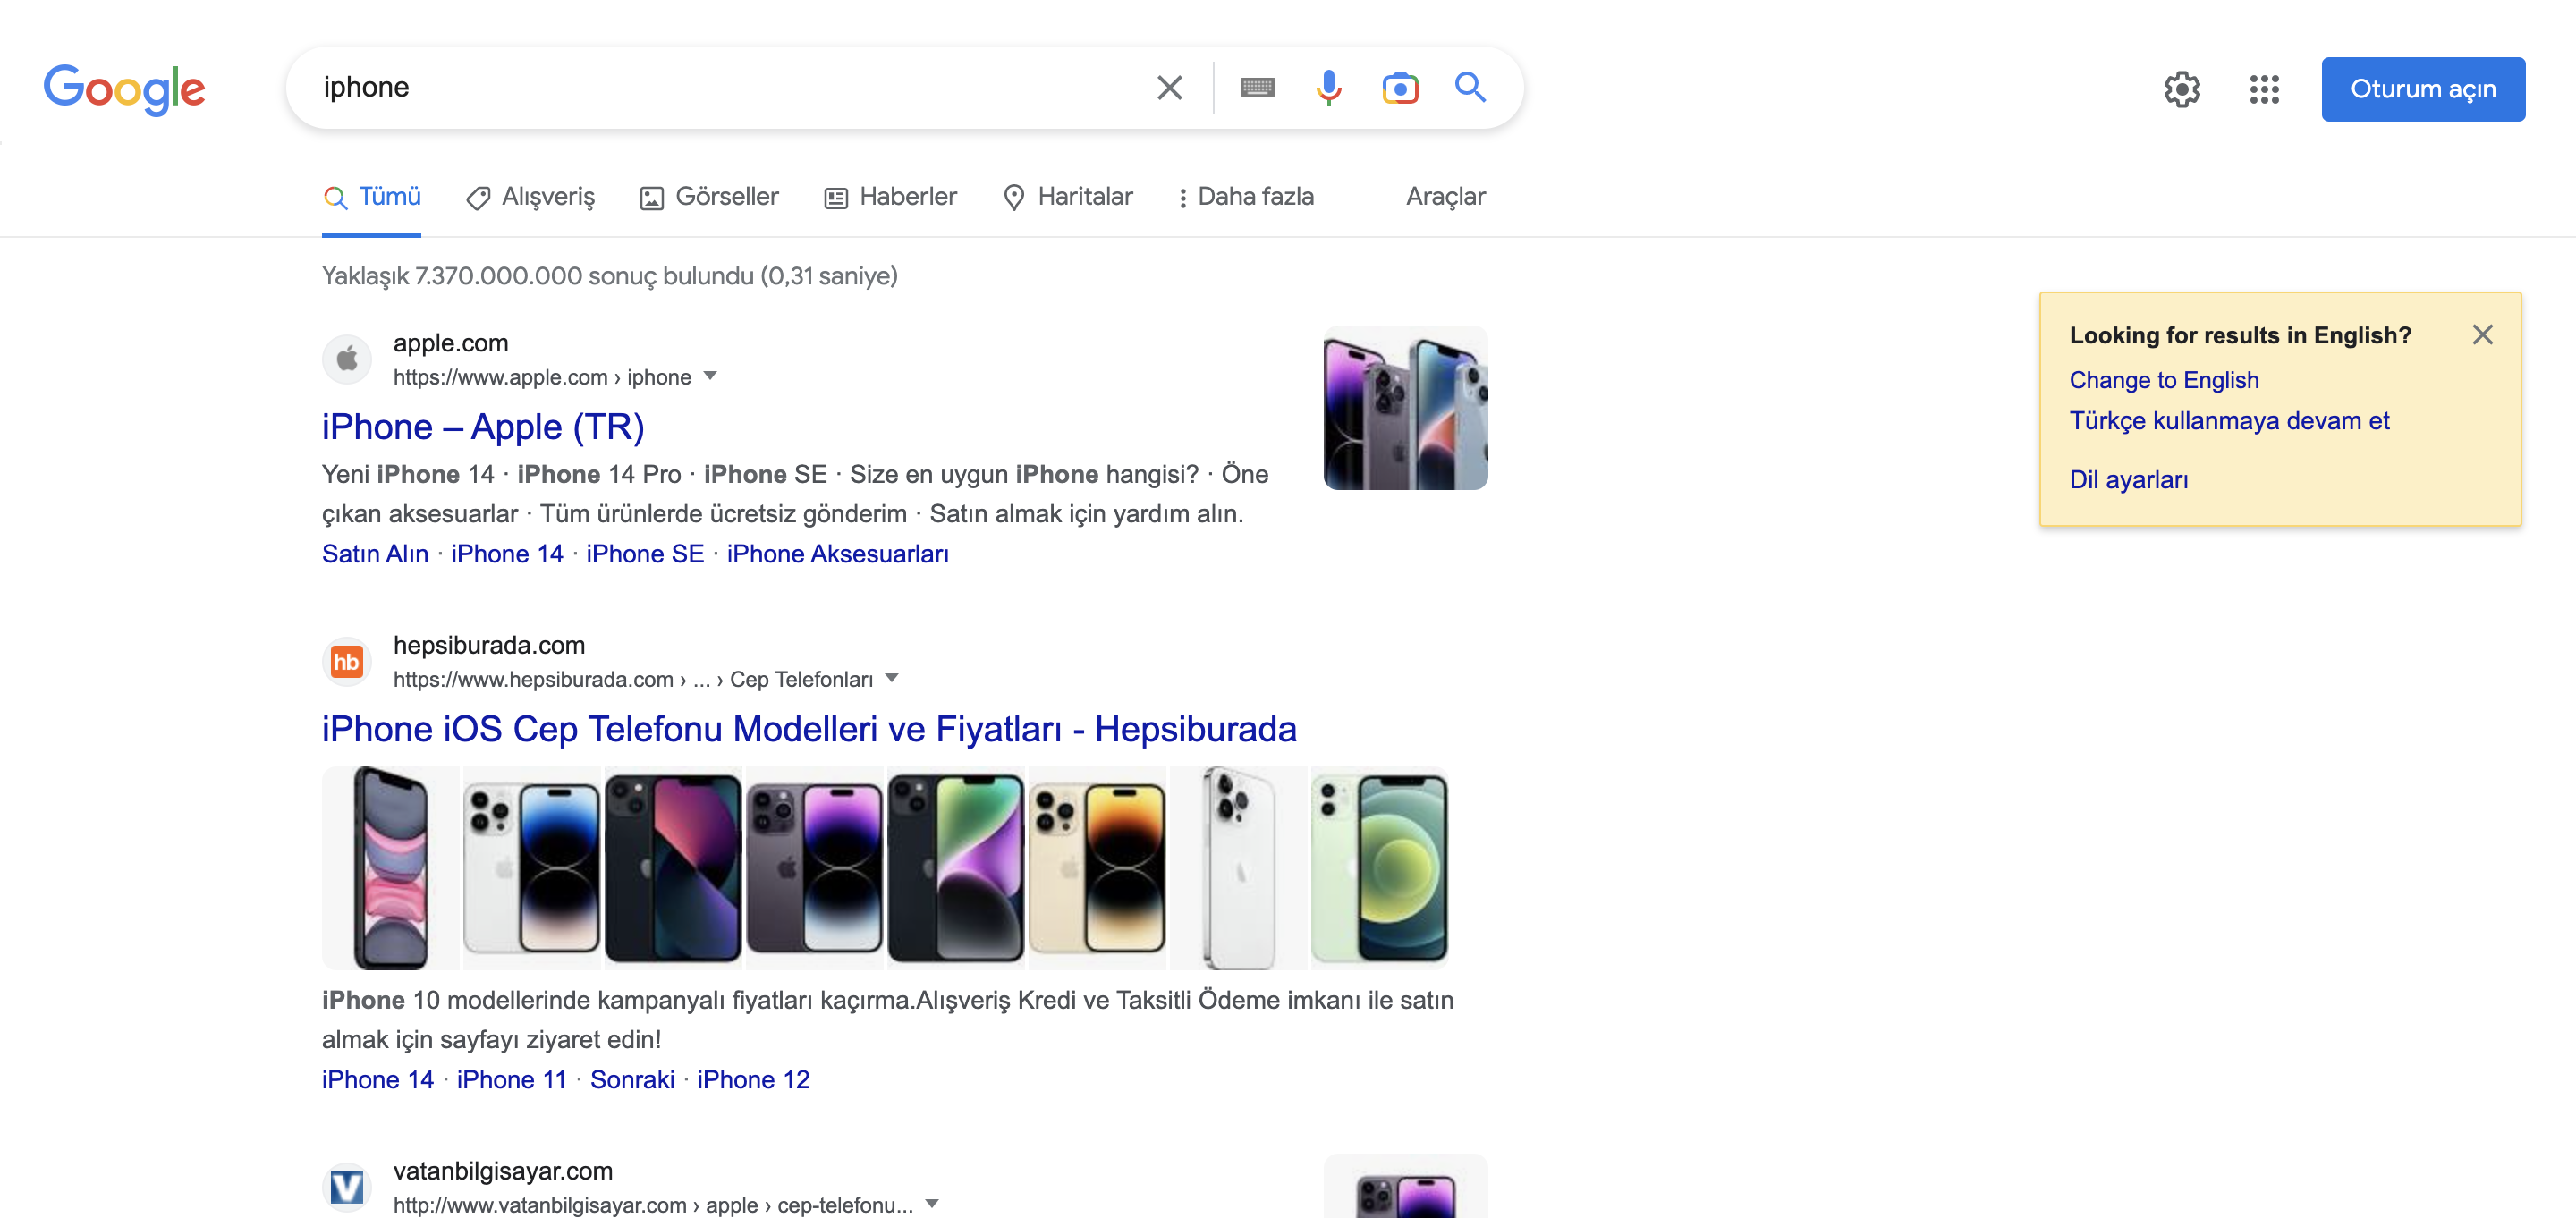 Google
iphone
Oturum açın
Tümü
Alışveriş
Görseller
Haberler
Haritalar
Daha fazla
Araçlar
Yaklaşık 7.370.000.000 sonuç bulundu (0,31 saniye)
apple.com
https://www.apple.com › iphone
iPhone – Apple (TR)
Yeni iPhone 14 · iPhone 14 Pro · iPhone SE · Size en uygun iPhone hangisi? · Öne
çıkan aksesuarlar · Tüm ürünlerde ücretsiz gönderim · Satın almak için yardım alın.
Satın Alın · iPhone 14 · iPhone SE · iPhone Aksesuarları
Looking for results in English?
Change to English
Türkçe kullanmaya devam et
Dil ayarları
hb
hepsiburada.com
https://www.hepsiburada.com › ... › Cep Telefonları
iPhone iOS Cep Telefonu Modelleri ve Fiyatları - Hepsiburada
iPhone 10 modellerinde kampanyalı fiyatları kaçırma.Alışveriş Kredi ve Taksitli Ödeme imkanı ile satın
almak için sayfayı ziyaret edin!
iPhone 14 · iPhone 11 · Sonraki · iPhone 12
V
vatanbilgisayar.com
http://www.vatanbilgisayar.com › apple › cep-telefonu...